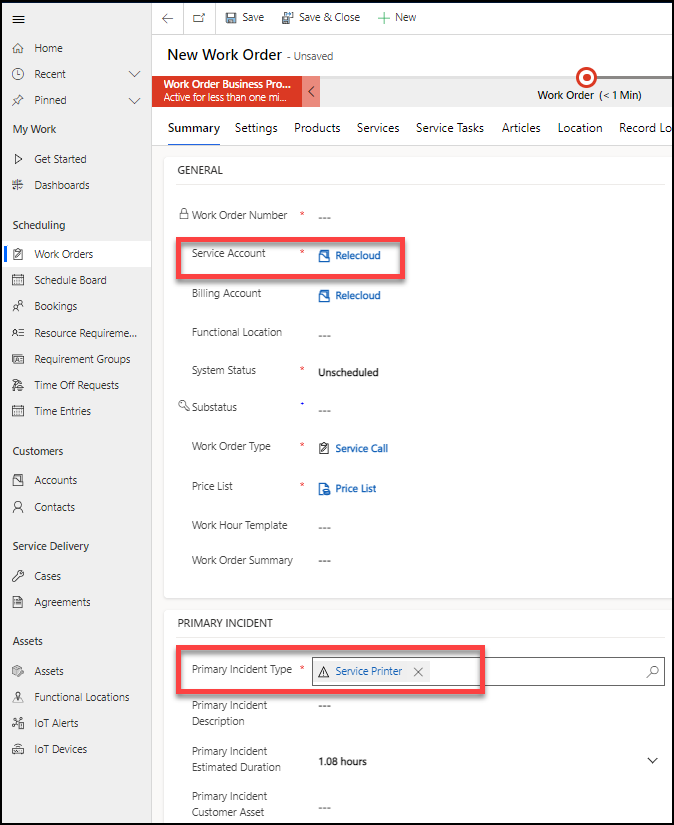 Save
Save & Close
New
Home
Recent
Pinned
My Work
Get Started
Dashboards
Scheduling
Work Orders
Schedule Board
Bookings
Resource Requireme...
Requirement Groups
Time Off Requests
Time Entries
Customers
Accounts
Contacts
Service Delivery
Cases
Agreements
Assets
Assets
Functional Locations
IoT Alerts
IoT Devices
New Work Order - Unsaved
Work Order Business Pro...
Active for less than one mi...
Work Order (< 1 Min)
Summary Settings Products Services Service Tasks Articles Location Record Lo
GENERAL
Work Order Number * ---
Service Account * Relecloud
Billing Account Relecloud
Functional Location ---
System Status * Unscheduled
Substatus ---
Work Order Type * Service Call
Price List * Price List
Work Hour Template ---
Work Order Summary ---
PRIMARY INCIDENT
Primary Incident Type * Service Printer
Primary Incident ---
Description
Primary Incident
Estimated Duration 1.08 hours
Primary Incident
Customer Asset ---